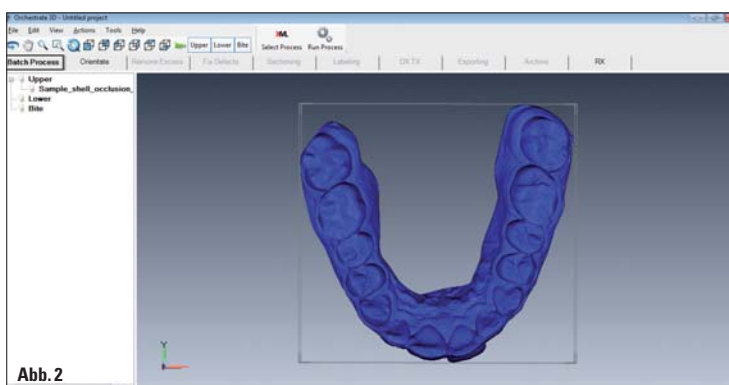 Orchestrate 3D - Untitled project
File Edit View Actions Tools Help
Upper Lower Bite
XML
Select Process Run Process
Batch Process Orientate Remove Excess Fix Defects Sectioning Labeling DX TX Exporting Archive RX
Upper
Sample_shell_occlusion_
Lower
Bite
Y
Abb. 2